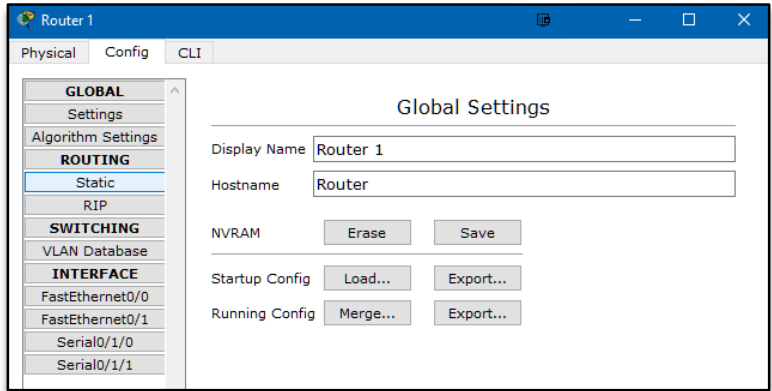 Router 1
Physical Config CLI
GLOBAL
Settings
Algorithm Settings
ROUTING
Static
RIP
SWITCHING
VLAN Database
INTERFACE
FastEthernet0/0
FastEthernet0/1
Serial0/1/0
Serial0/1/1
Global Settings
Display Name Router 1
Hostname Router
NVRAM Erase Save
Startup Config Load... Export...
Running Config Merge... Export...